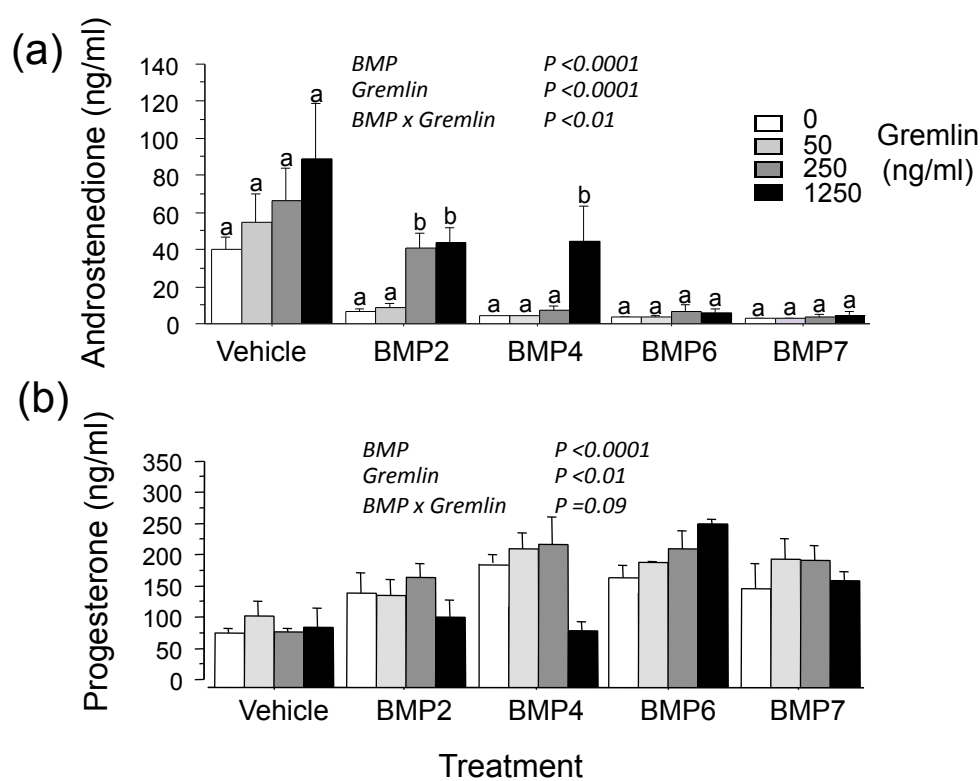 (a)
Androstenedione (ng/ml)
140
120
100
80
60
40
20
0
BMP P <0.0001
Gremlin P <0.0001
BMP x Gremlin P <0.01
0
50
250
1250
Gremlin
(ng/ml)
a a a a
a a b b
a a a b
a a a a
a a a a
Vehicle BMP2 BMP4 BMP6 BMP7
(b)
Progesterone (ng/ml)
350
300
250
200
150
100
50
0
BMP P <0.0001
Gremlin P <0.01
BMP x Gremlin P =0.09
Vehicle BMP2 BMP4 BMP6 BMP7
Treatment